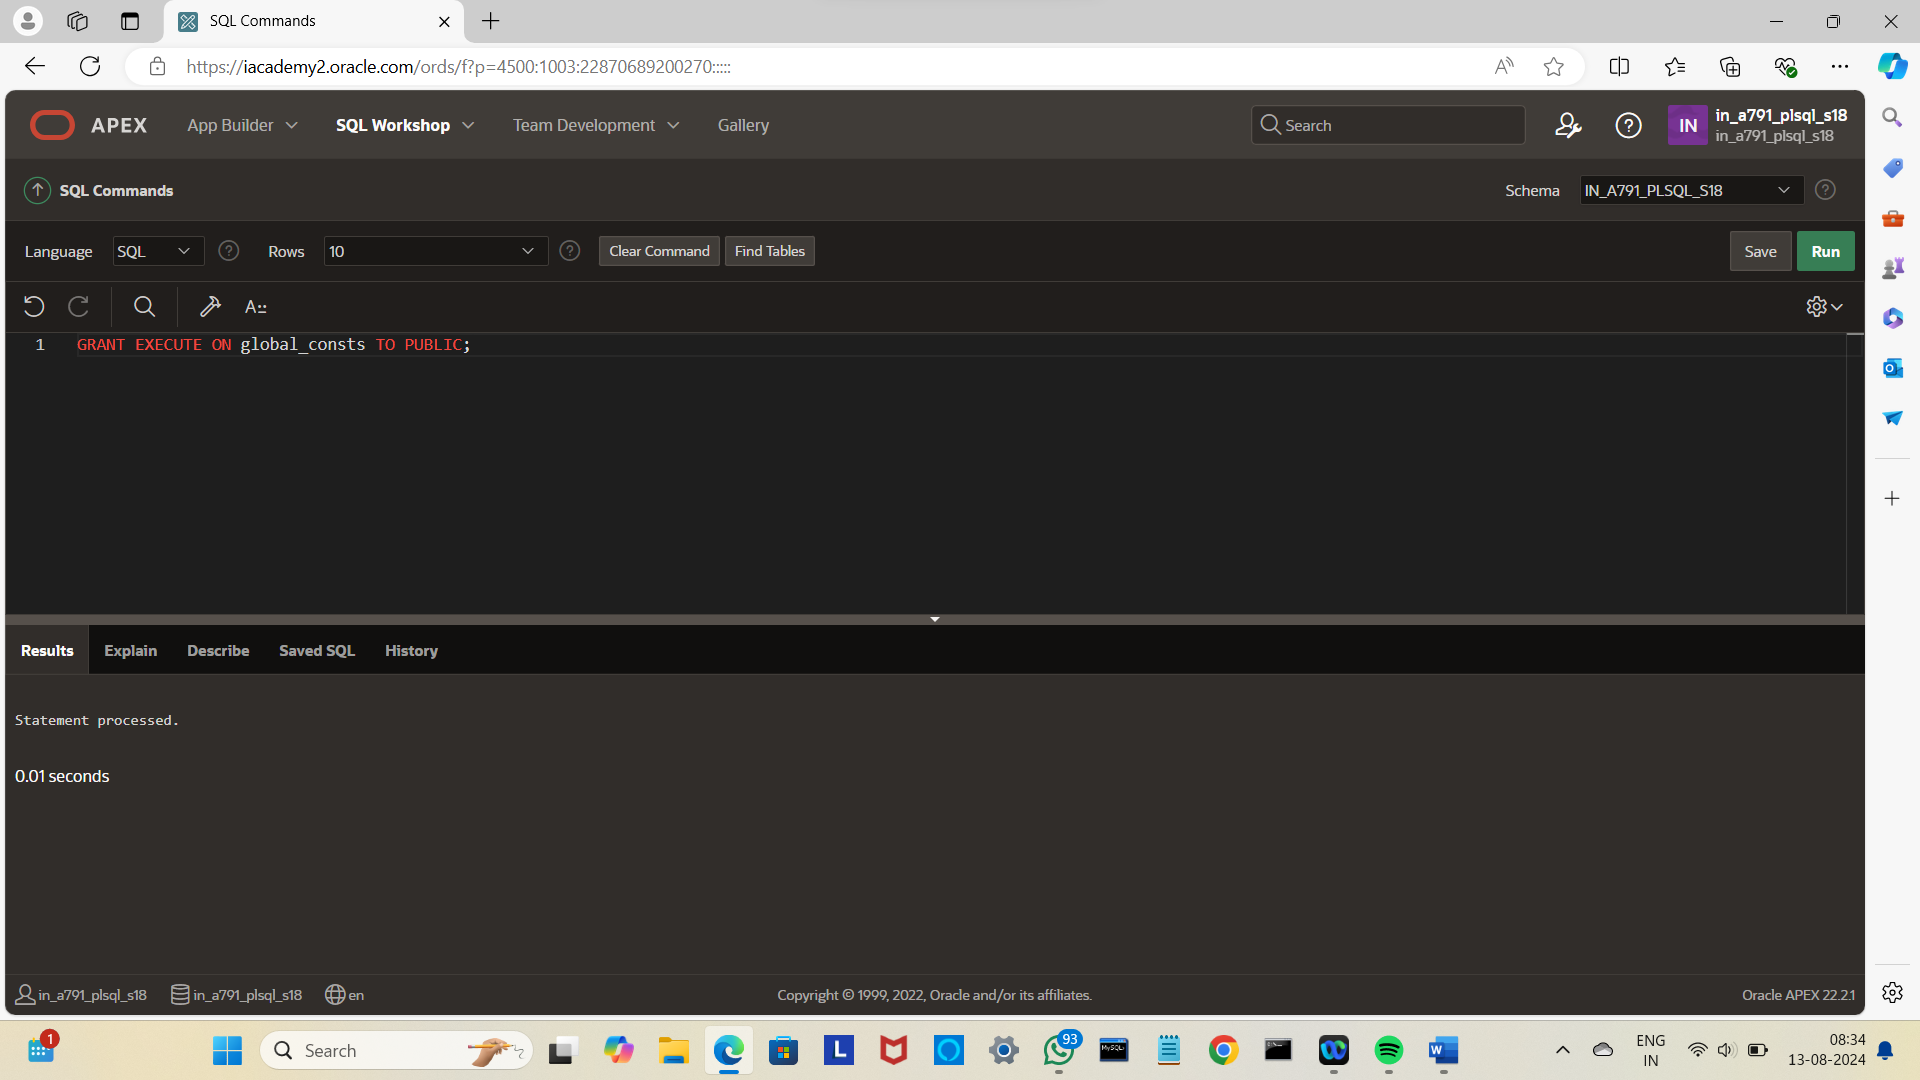 SQL Commands
https://iacademy2.oracle.com/ords/f?p=4500:1003:22870689200270:::::
APEX App Builder SQL Workshop Team Development Gallery Search IN in_a791_plsql_s18
in_a791_plsql_s18
SQL Commands Schema IN_A791_PLSQL_S18
Language SQL Rows 10 Clear Command Find Tables Save Run
A::
1 GRANT EXECUTE ON global_consts TO PUBLIC;
Results Explain Describe Saved SQL History
Statement processed.
0.01 seconds
in_a791_plsql_s18 in_a791_plsql_s18 en Copyright © 1999, 2022, Oracle and/or its affiliates. Oracle APEX 22.2.1
1 Search L 93 MySQL W ENG 08:34
IN 13-08-2024